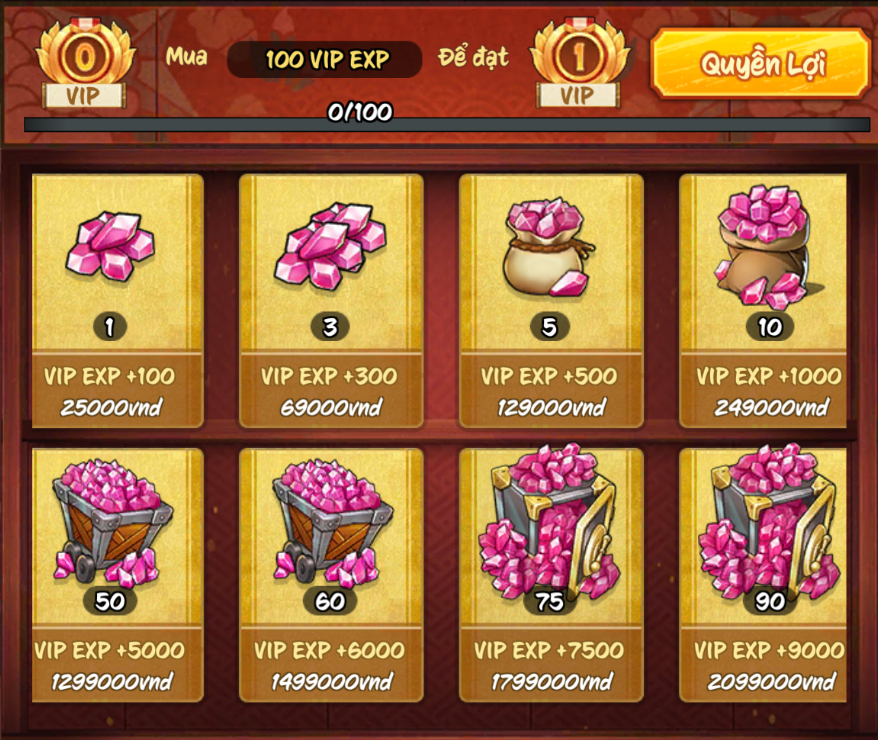 0
VIP
Mua
100 VIP EXP
Để đạt
1
VIP
Quyền Lợi
0/100
1
3
5
10
VIP EXP +100
VIP EXP +300
VIP EXP +500
VIP EXP +1000
25000vnd
69000vnd
129000vnd
249000vnd
50
60
75
90
VIP EXP +5000
VIP EXP +6000
VIP EXP +7500
VIP EXP +9000
1299000vnd
1499000vnd
1799000vnd
2099000vnd